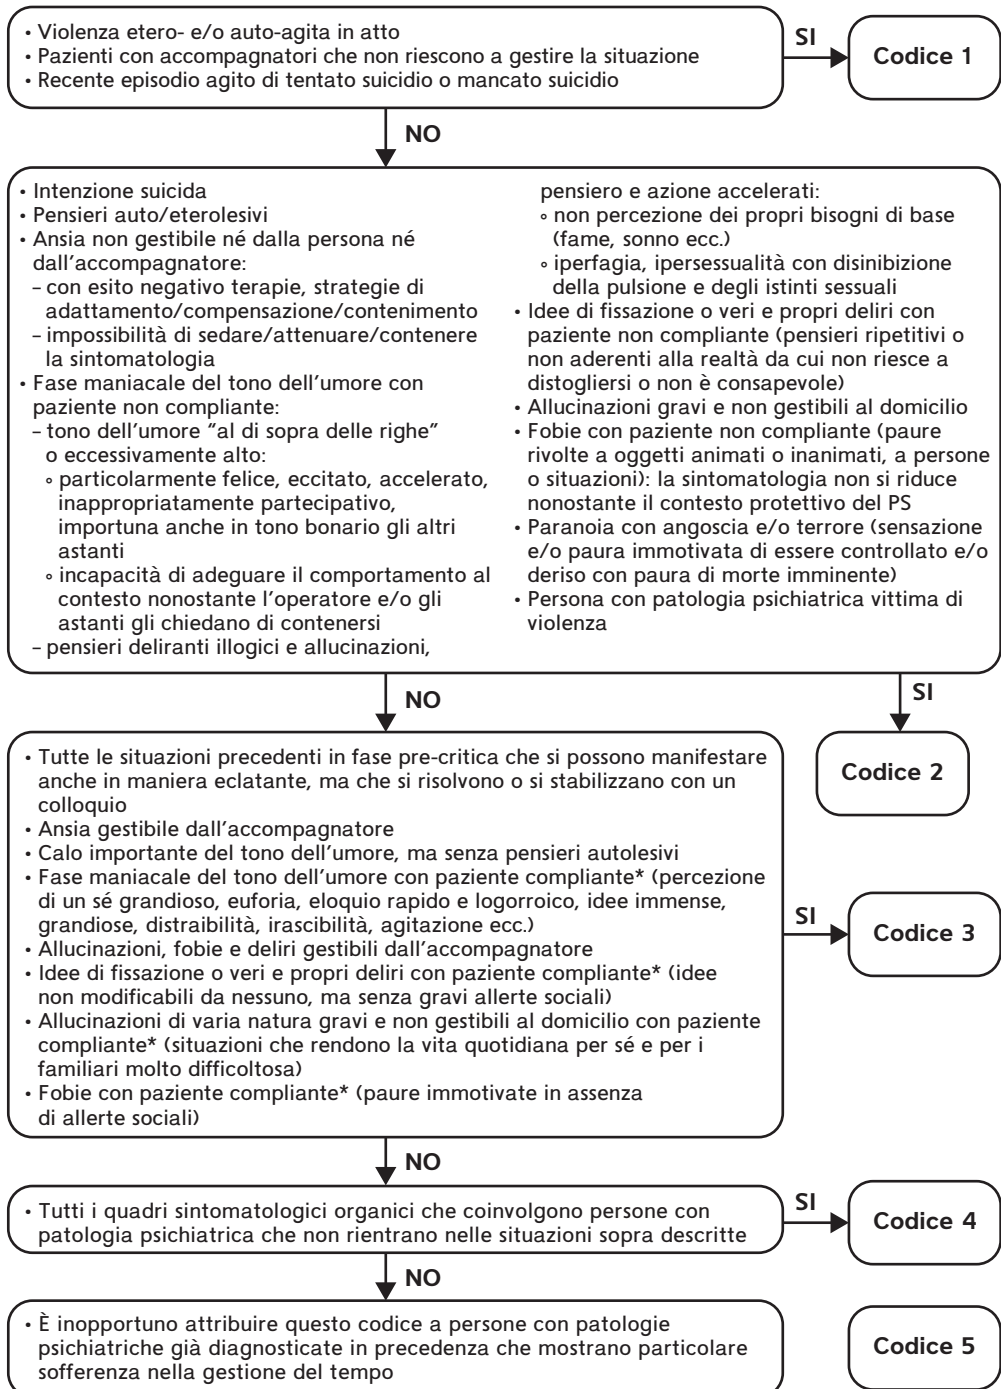 • Violenza etero- e/o auto-agita in atto
• Pazienti con accompagnatori che non riescono a gestire la situazione
• Recente episodio agito di tentato suicidio o mancato suicidio
SI
Codice 1
NO
• Intenzione suicida
• Pensieri auto/eterolesivi
• Ansia non gestibile né dalla persona né
dall'accompagnatore:
– con esito negativo terapie, strategie di
adattamento/compensazione/contenimento
– impossibilità di sedare/attenuare/contenere
la sintomatologia
• Fase maniacale del tono dell'umore con
paziente non compliante:
– tono dell'umore "al di sopra delle righe"
o eccessivamente alto:
∘ particolarmente felice, eccitato, accelerato,
inappropriatamente partecipativo,
importuna anche in tono bonario gli altri
astanti
∘ incapacità di adeguare il comportamento al
contesto nonostante l'operatore e/o gli
astanti gli chiedano di contenersi
– pensieri deliranti illogici e allucinazioni,
pensiero e azione accelerati:
∘ non percezione dei propri bisogni di base
(fame, sonno ecc.)
∘ iperfagia, ipersessualità con disinibizione
della pulsione e degli istinti sessuali
• Idee di fissazione o veri e propri deliri con
paziente non compliante (pensieri ripetitivi o
non aderenti alla realtà da cui non riesce a
distogliersi o non è consapevole)
• Allucinazioni gravi e non gestibili al domicilio
• Fobie con paziente non compliante (paure
rivolte a oggetti animati o inanimati, a persone
o situazioni): la sintomatologia non si riduce
nonostante il contesto protettivo del PS
• Paranoia con angoscia e/o terrore (sensazione
e/o paura immotivata di essere controllato e/o
deriso con paura di morte imminente)
• Persona con patologia psichiatrica vittima di
violenza
NO
SI
Codice 2
• Tutte le situazioni precedenti in fase pre-critica che si possono manifestare
anche in maniera eclatante, ma che si risolvono o si stabilizzano con un
colloquio
• Ansia gestibile dall'accompagnatore
• Calo importante del tono dell'umore, ma senza pensieri autolesivi
• Fase maniacale del tono dell'umore con paziente compliante* (percezione
di un sé grandioso, euforia, eloquio rapido e logorroico, idee immense,
grandiose, distraibilità, irascibilità, agitazione ecc.)
• Allucinazioni, fobie e deliri gestibili dall'accompagnatore
• Idee di fissazione o veri e propri deliri con paziente compliante* (idee
non modificabili da nessuno, ma senza gravi allerte sociali)
• Allucinazioni di varia natura gravi e non gestibili al domicilio con paziente
compliante* (situazioni che rendono la vita quotidiana per sé e per i
familiari molto difficoltosa)
• Fobie con paziente compliante* (paure immotivate in assenza
di allerte sociali)
SI
Codice 3
NO
• Tutti i quadri sintomatologici organici che coinvolgono persone con
patologia psichiatrica che non rientrano nelle situazioni sopra descritte
SI
Codice 4
NO
• È inopportuno attribuire questo codice a persone con patologie
psichiatriche già diagnosticate in precedenza che mostrano particolare
sofferenza nella gestione del tempo
Codice 5